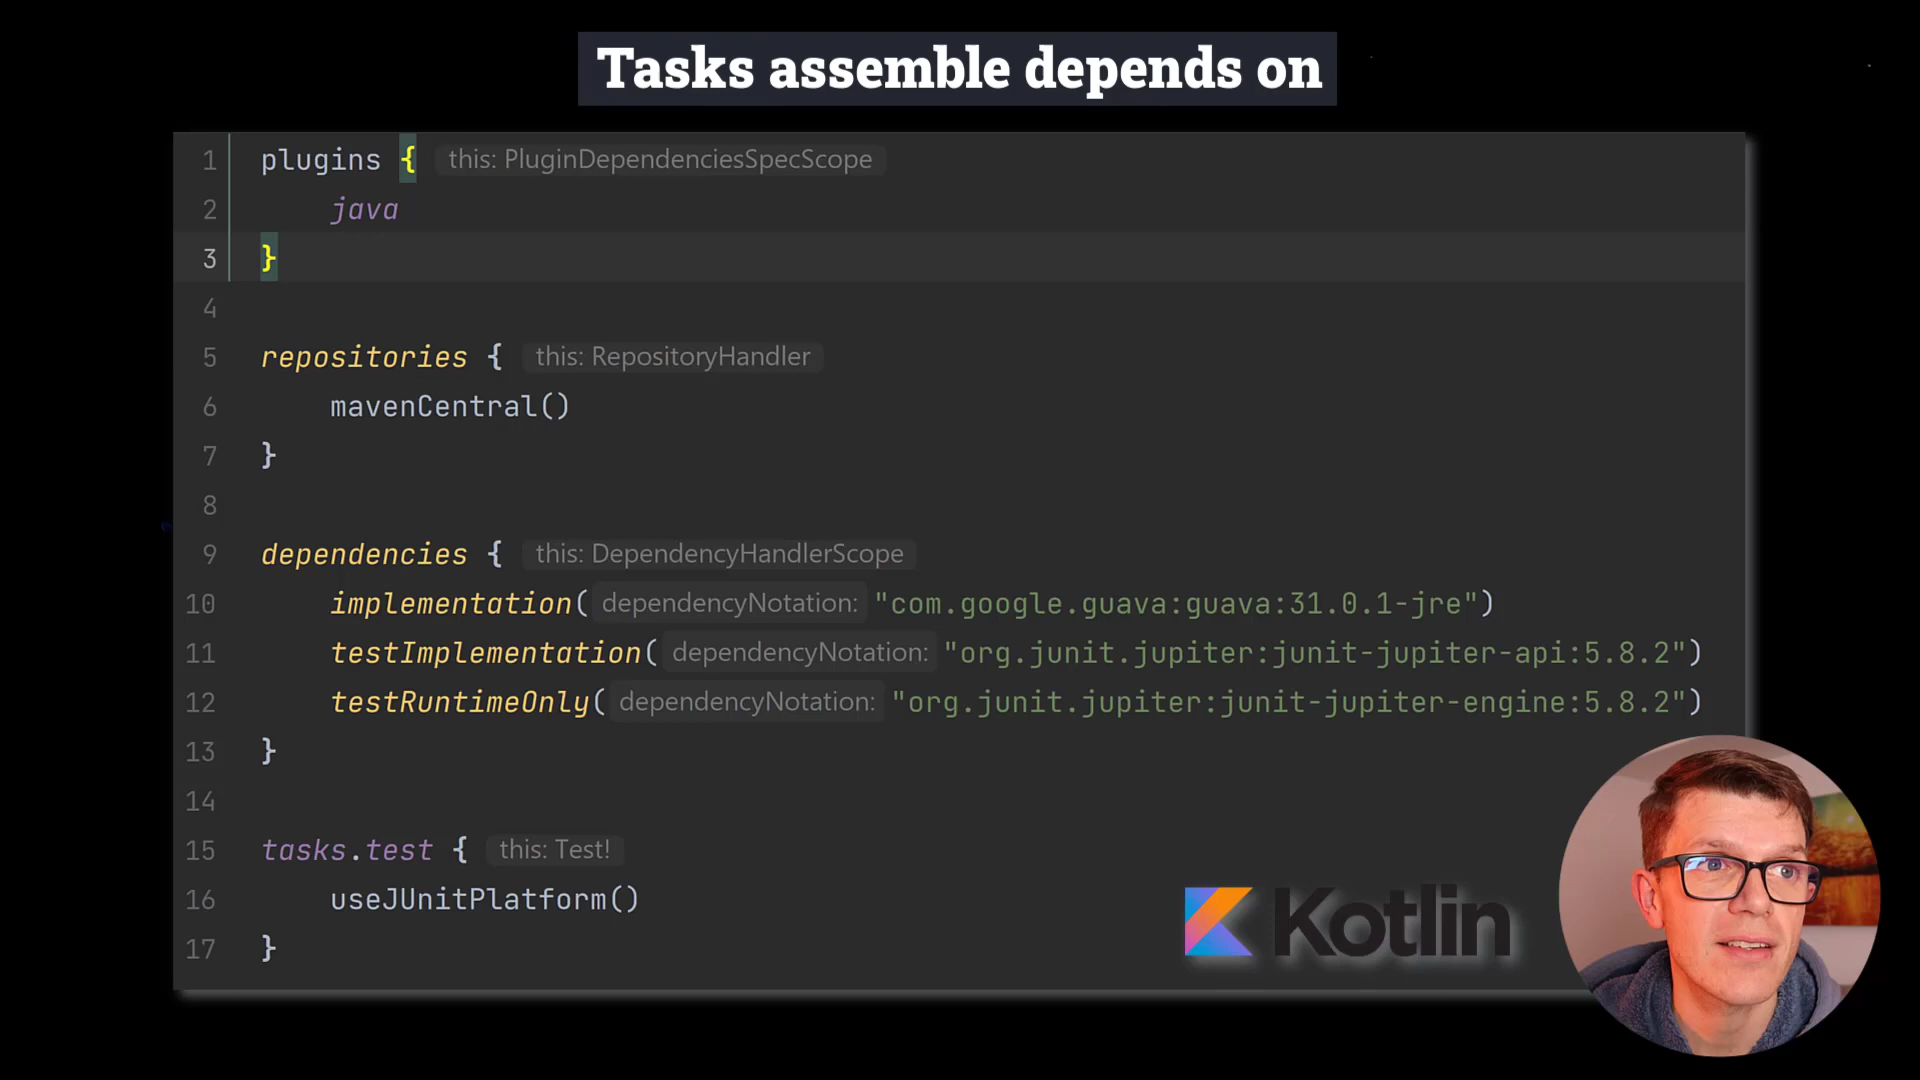 Tasks assemble depends on
1 plugins { this: PluginDependenciesSpecScope
2 java
3 }
4
5 repositories { this: RepositoryHandler
6 mavenCentral()
7 }
8
9 dependencies { this: DependencyHandlerScope
10 implementation( dependencyNotation: "com.google.guava:guava:31.0.1-jre")
11 testImplementation( dependencyNotation: "org.junit.jupiter:junit-jupiter-api:5.8.2")
12 testRuntimeOnly( dependencyNotation: "org.junit.jupiter:junit-jupiter-engine:5.8.2")
13 }
14
15 tasks.test { this: Test!
16 useJUnitPlatform()
17 }
Kotlin